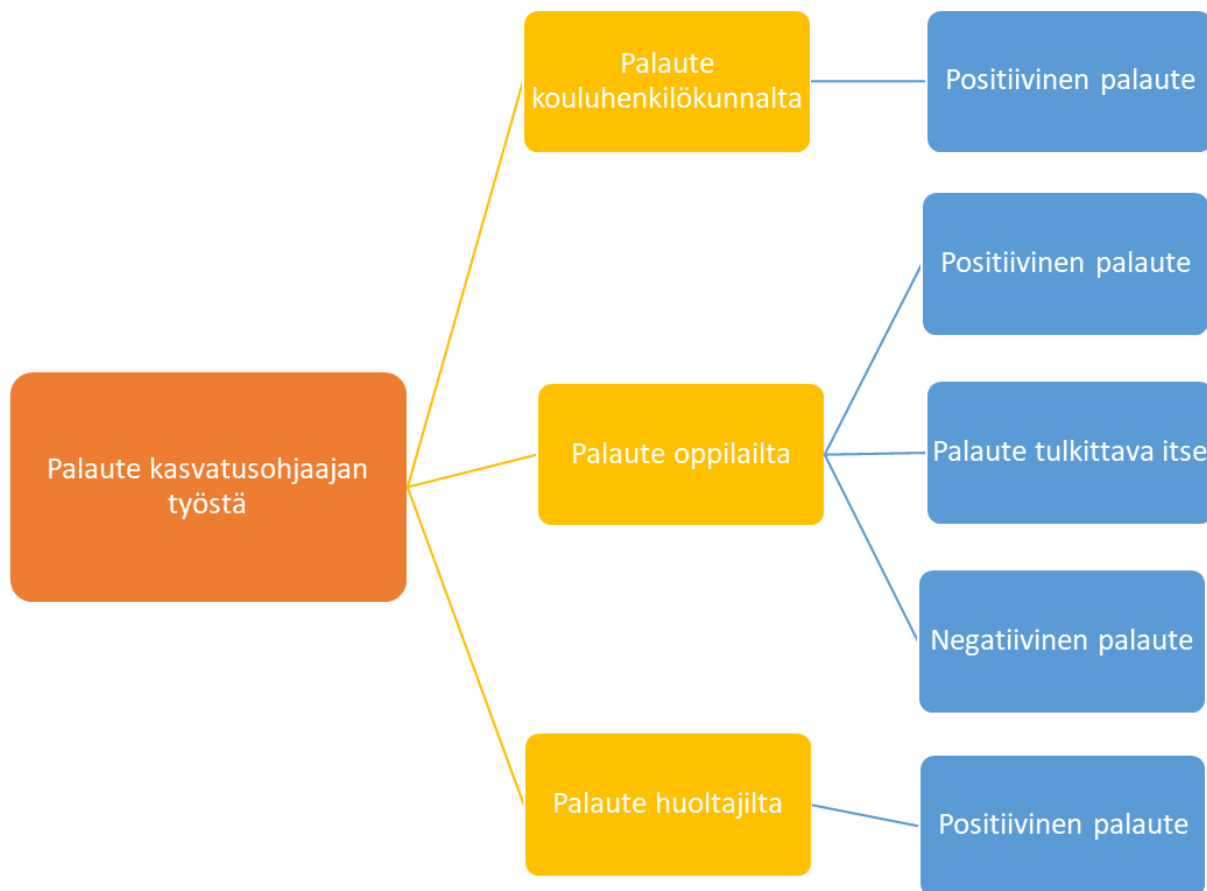 Palaute
kouluhenkilökunnalta
Positiivinen palaute
Positiivinen palaute
Palaute kasvatusohjaajan
työstä
Palaute oppilailta
Palaute tulkittava itse
Negatiivinen palaute
Palaute huoltajilta
Positiivinen palaute